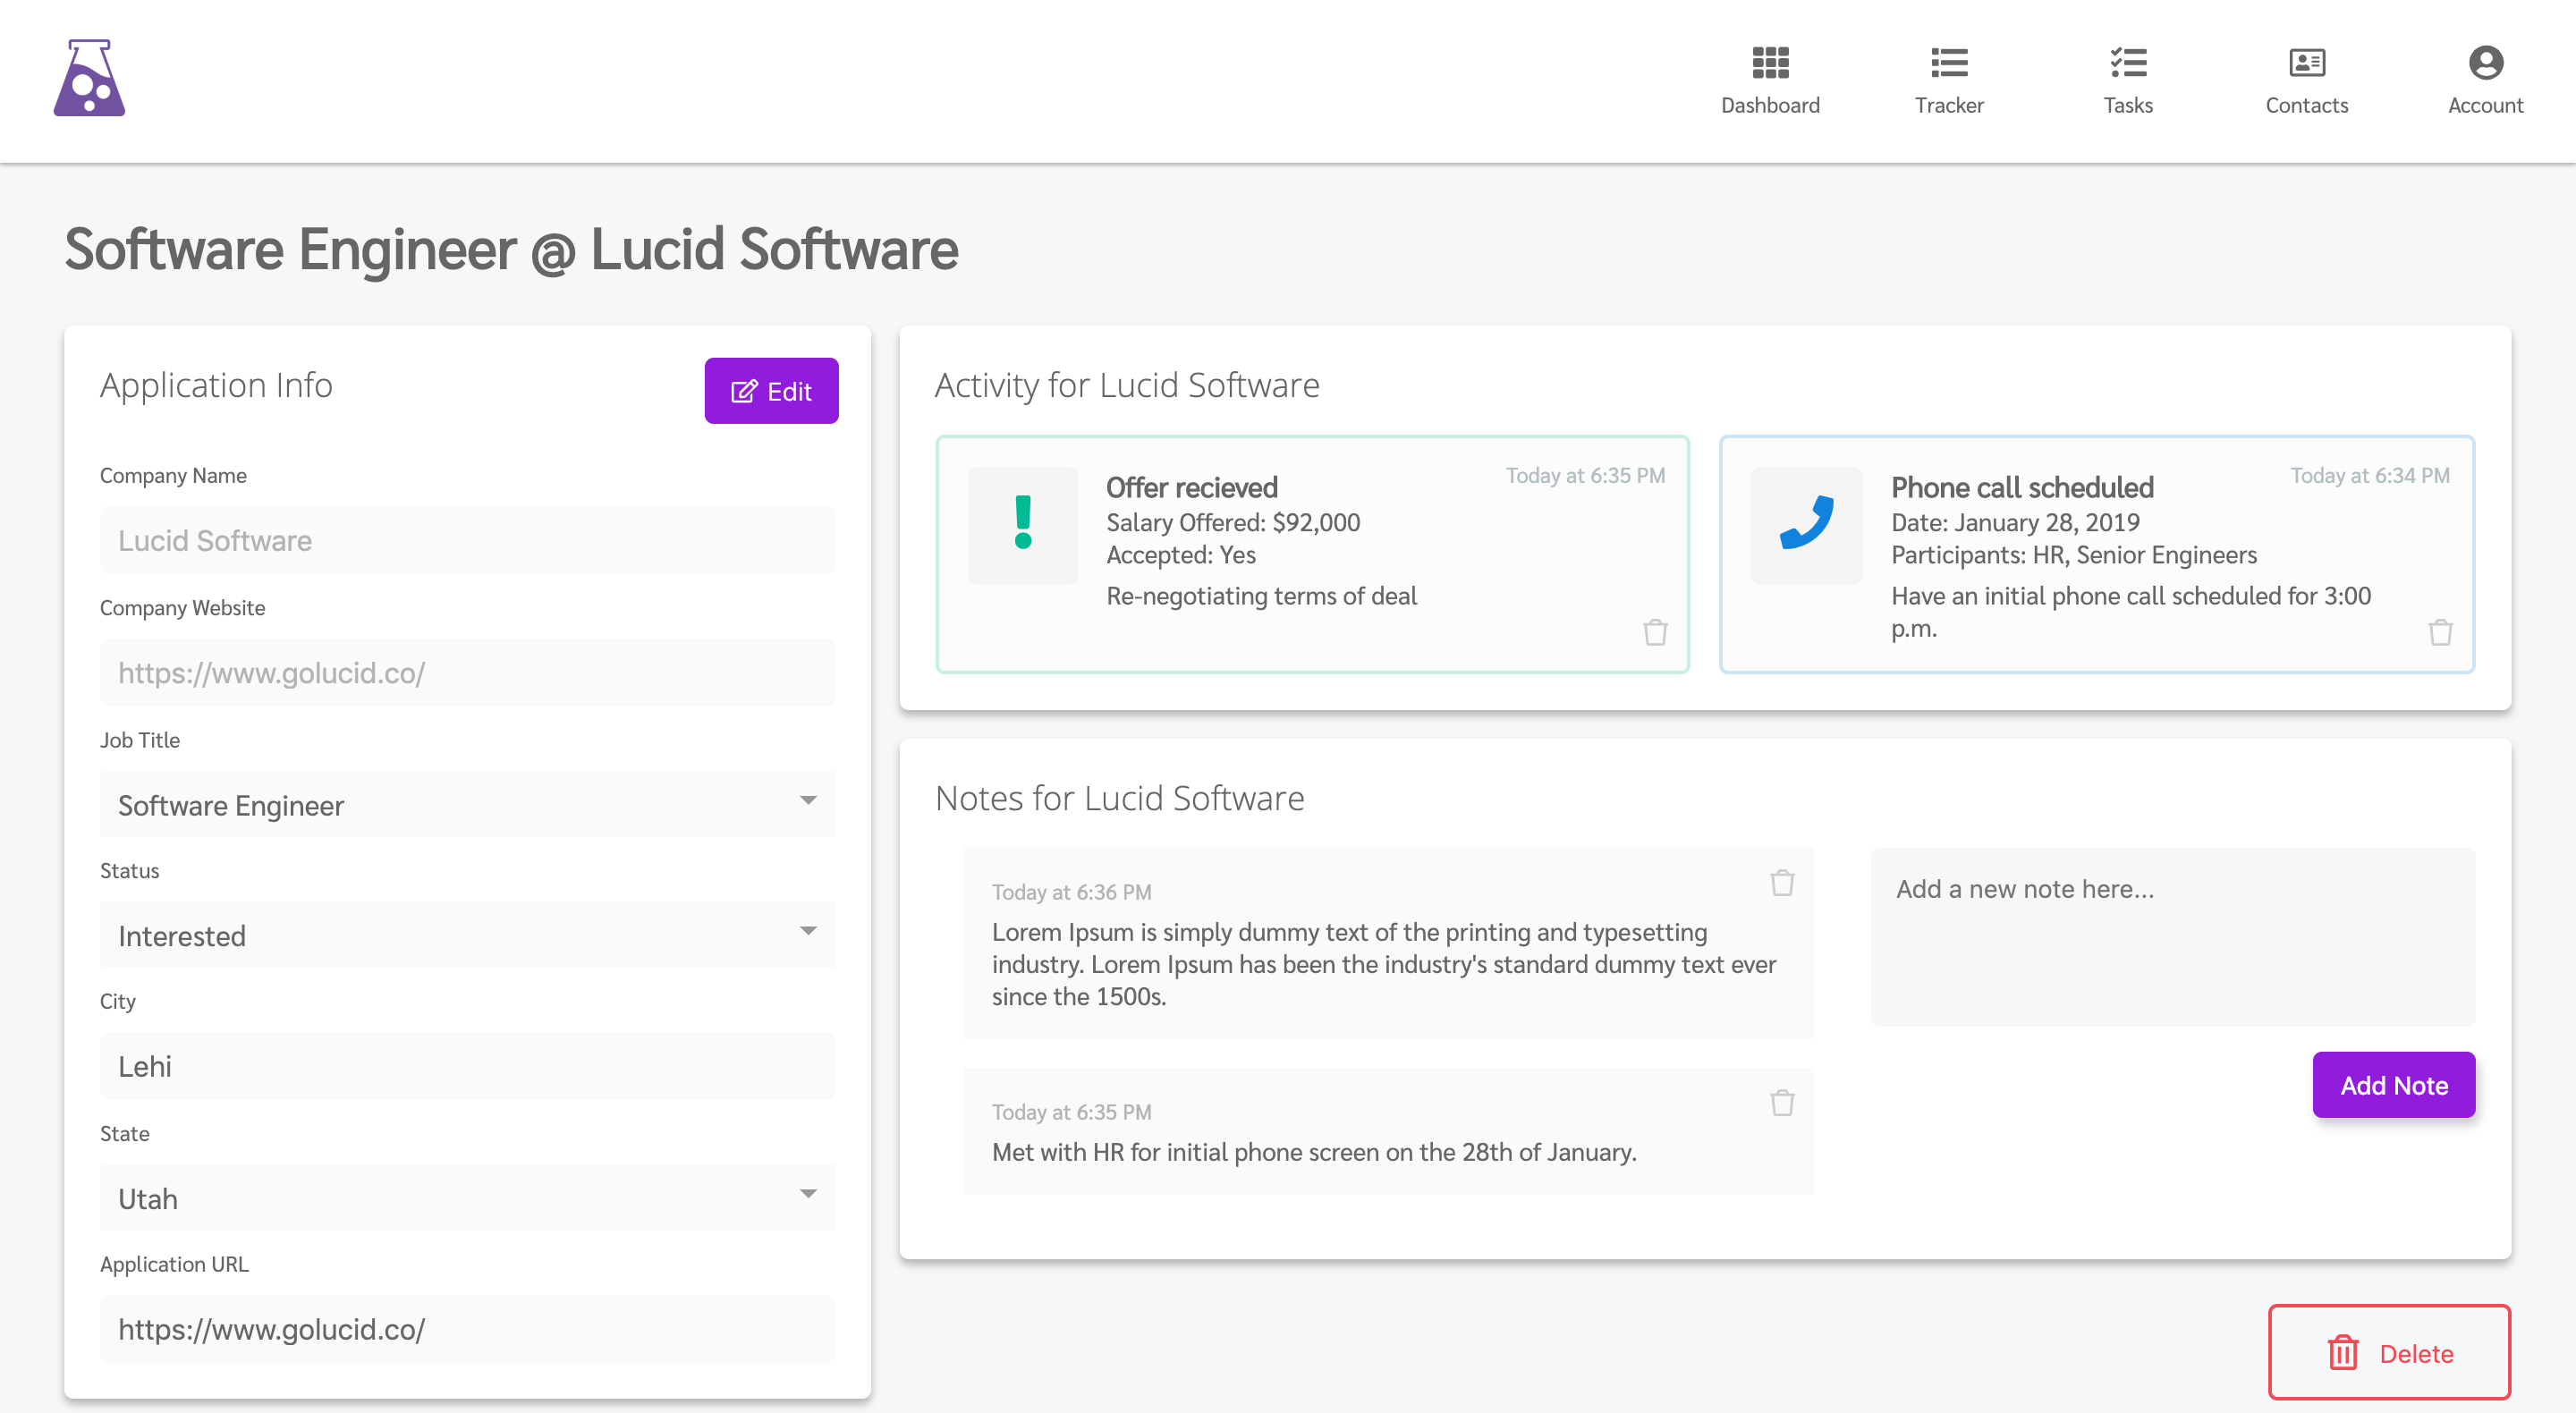 Dashboard
Tracker
Tasks
Contacts
Account
Software Engineer @ Lucid Software
Application Info
Edit
Company Name
Lucid Software
Company Website
https://www.golucid.co/
Job Title
Software Engineer
Status
Interested
City
Lehi
State
Utah
Application URL
https://www.golucid.co/
Activity for Lucid Software
Offer recieved
Today at 6:35 PM
Salary Offered: $92,000
Accepted: Yes
Re-negotiating terms of deal
Phone call scheduled
Today at 6:34 PM
Date: January 28, 2019
Participants: HR, Senior Engineers
Have an initial phone call scheduled for 3:00
p.m.
Notes for Lucid Software
Today at 6:36 PM
Lorem Ipsum is simply dummy text of the printing and typesetting
industry. Lorem Ipsum has been the industry's standard dummy text ever
since the 1500s.
Today at 6:35 PM
Met with HR for initial phone screen on the 28th of January.
Add a new note here...
Add Note
Delete